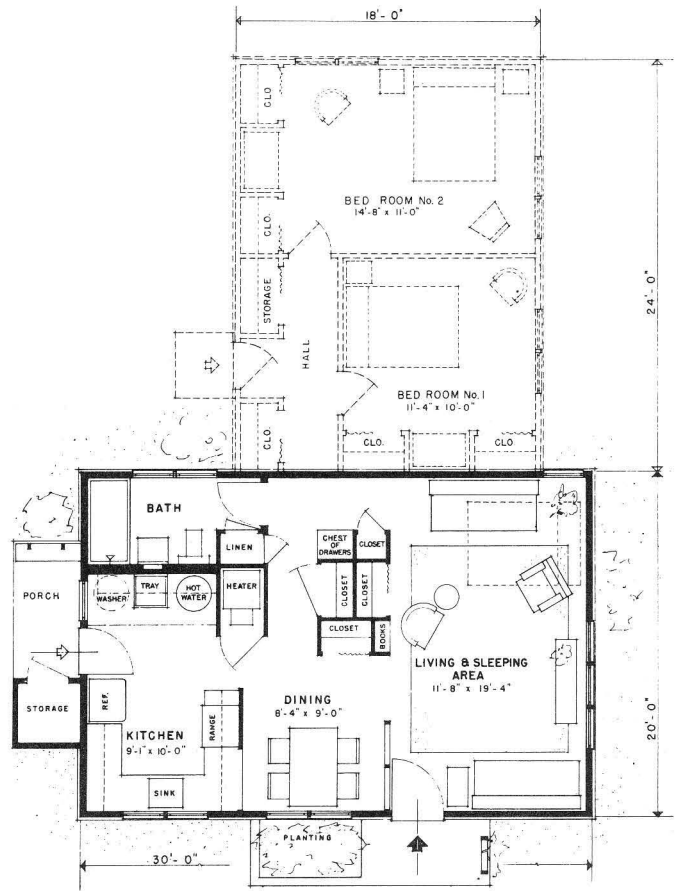 18'-0"
CLO
BED ROOM No. 2
14'-8" x 11'-0"
CLO.
STORAGE
24'-0"
HALL
BED ROOM No. 1
11'-4" x 10'-0"
CLO.
CLO.
CLO.
BATH
LINEN
CHEST
OF
DRAWERS
CLOSET
PORCH
WASHER
TRAY
HOT
WATER
HEATER
CLOSET
CLOSET
CLOSET
BOOKS
LIVING & SLEEPING
AREA
11'-8" x 19'-4"
STORAGE
REF.
KITCHEN
9'-1" x 10'-0"
RANGE
DINING
8'-4" x 9'-0"
20'-0"
SINK
PLANTING
30'-0"